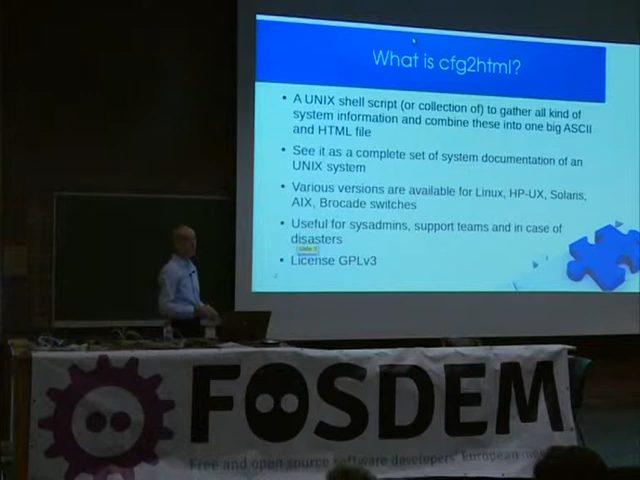 What is cfg2html?
• A UNIX shell script (or collection of) to gather all kind of
system information and combine these into one big ASCII
and HTML file
• See it as a complete set of system documentation of an
UNIX system
• Various versions are available for Linux, HP-UX, Solaris,
AIX, Brocade switches
• Useful for sysadmins, support teams and in case of
disasters
• License GPLv3
FOSDEM
Free and open source software developers' European